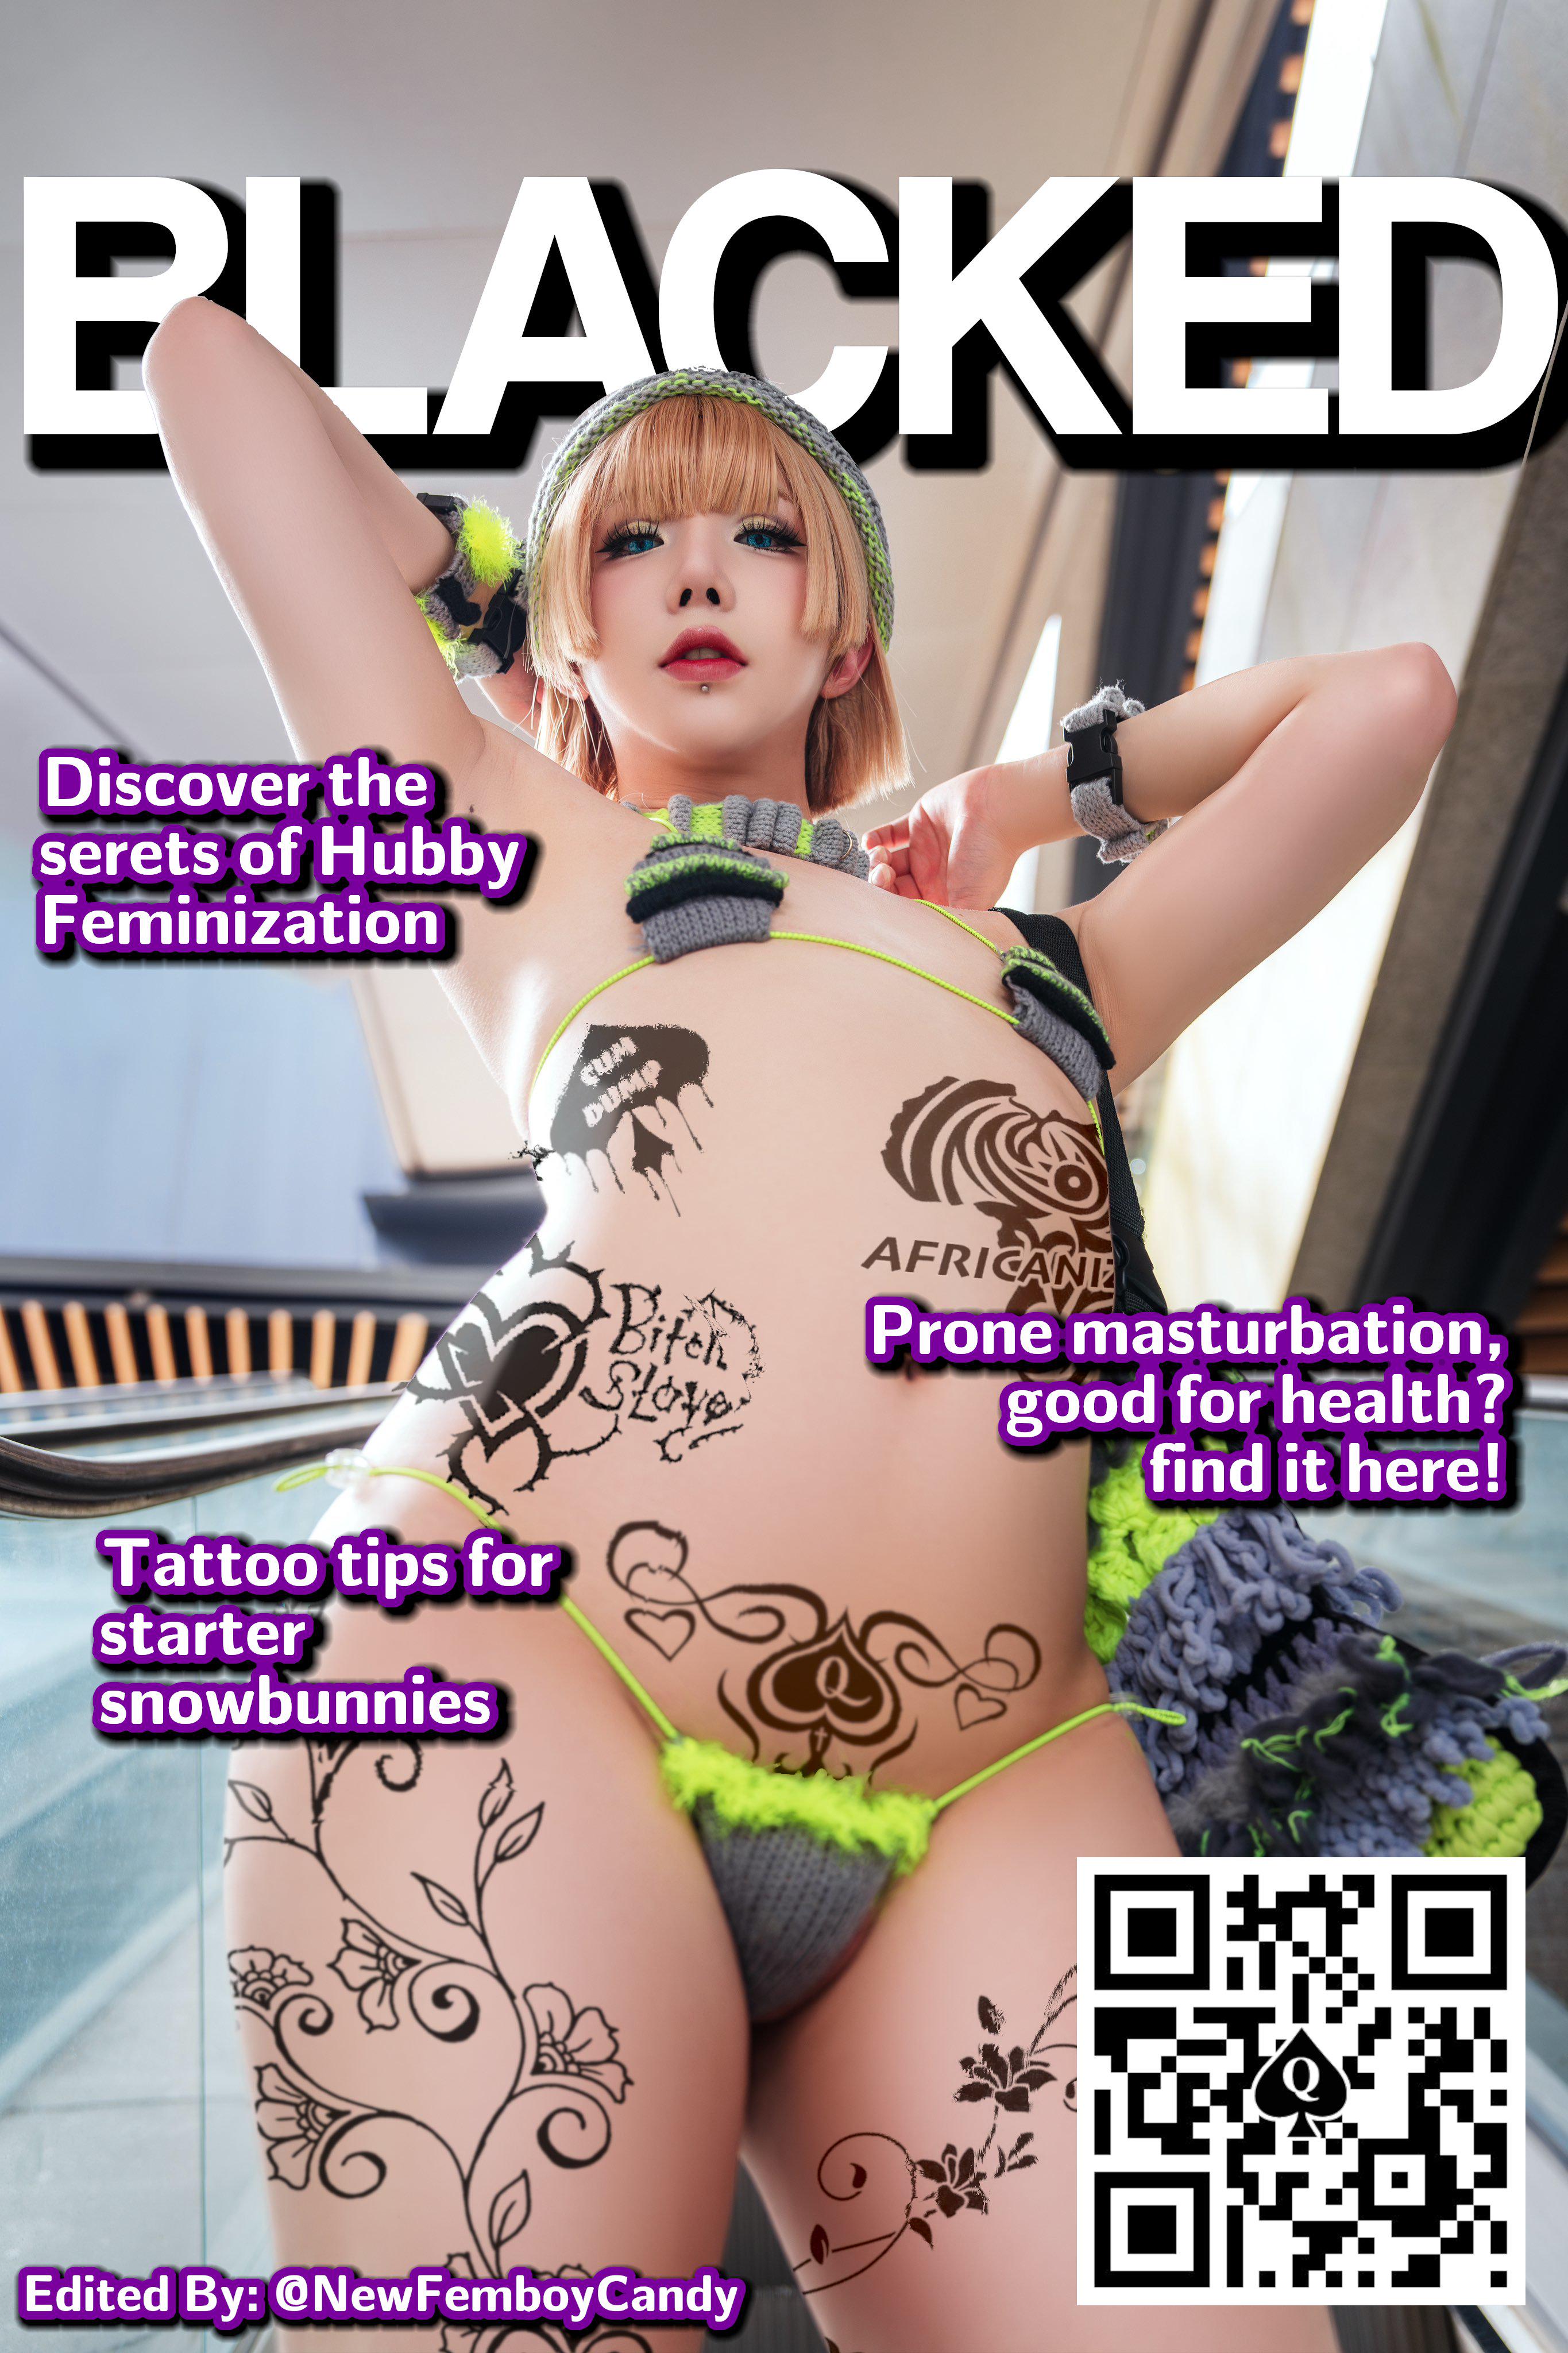 BLACKED
Discover the
serets of Hubby
Feminization
CUM
DUMP
AFRICANIZ
Bitch
Slave
Prone masturbation,
good for health?
find it here!
Tattoo tips for
starter
snowbunnies
Q
Q
Edited By: @NewFemboyCandy